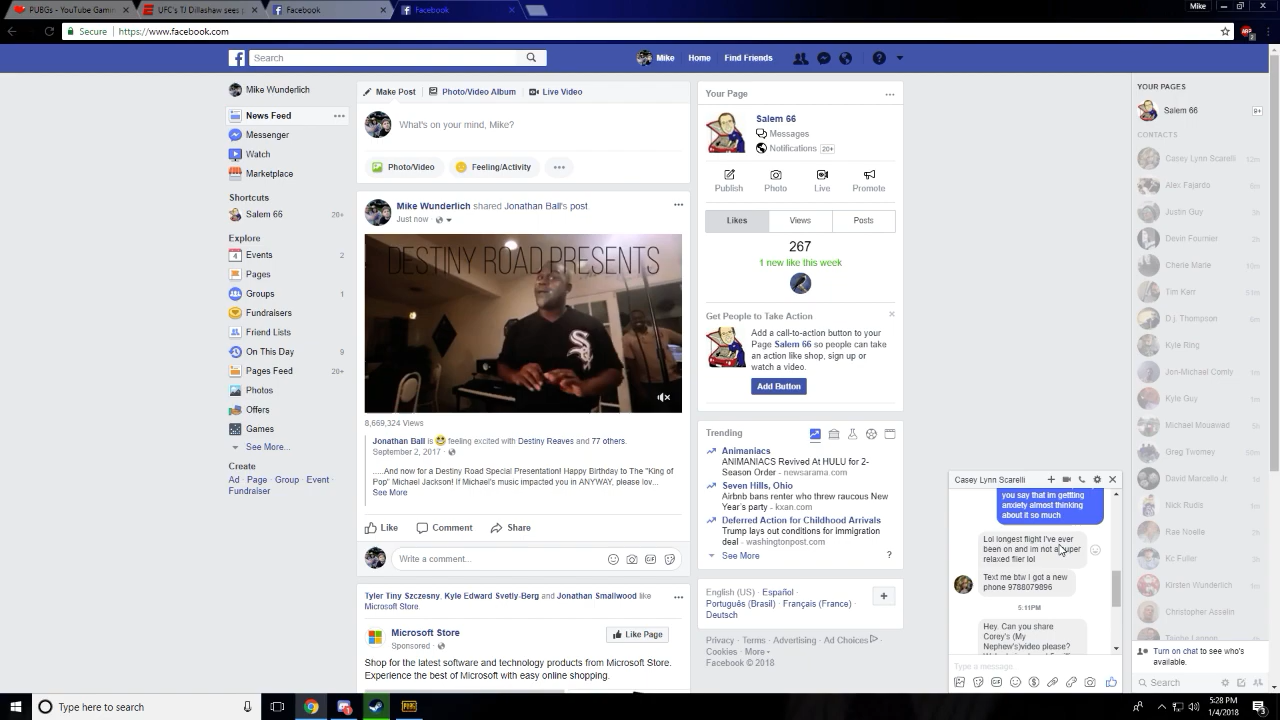 PUBGs - YouTube Gamin
UFC's TJ Dillashaw sees p
Facebook
Facebook
Mike
Secure
https://www.facebook.com
Search
Mike
Home
Find Friends
Mike Wunderlich
News Feed
Messenger
Watch
Marketplace
Shortcuts
Salem 66
20+
Explore
Events
2
Pages
Groups
1
Fundraisers
Friend Lists
On This Day
9
Pages Feed
20+
Photos
Offers
Games
See More...
Create
Ad Page Group Event
Fundraiser
Make Post
Photo/Video Album
Live Video
What's on your mind, Mike?
Photo/Video
Feeling/Activity
Mike Wunderlich shared Jonathan Ball's post
Just now
DESTINY ROAD PRESENTS
8,669,324 Views
Jonathan Ball is feeling excited with Destiny Reaves and 77 others.
September 2, 2017
.....And now for a Destiny Road Special Presentation! Happy Birthday to The "King of
Pop" Michael Jackson! If Michael's music impacted you in ANYWAY, please lov...
See More
Like
Comment
Share
Write a comment...
Tyler Tiny Szczesny, Kyle Edward Svetly-Berg and Jonathan Smallwood like
Microsoft Store.
Microsoft Store
Sponsored
Like Page
Shop for the latest software and technology products from Microsoft Store.
Experience the best of Microsoft with easy online shopping.
Your Page
Salem 66
Messages
Notifications 20+
Publish
Photo
Live
Promote
Likes
Views
Posts
267
1 new like this week
Get People to Take Action
Add a call-to-action button to your
Page Salem 66 so people can take
an action like shop, sign up or
watch a video.
Add Button
Trending
Animaniacs
ANIMANIACS Revived At HULU for 2-
Season Order - newsarama.com
Seven Hills, Ohio
Airbnb bans renter who threw raucous New
Year's party - kxan.com
Deferred Action for Childhood Arrivals
Trump lays out conditions for immigration
deal - washingtonpost.com
See More
?
English (US) · Español ·
Português (Brasil) · Français (France) ·
Deutsch
Privacy · Terms · Advertising · Ad Choices
Cookies · More
Facebook © 2018
Casey Lynn Scarelli
you say that im gettting
anxiety almost thinking
about it so much
Lol longest flight I've ever
been on and im not a super
relaxed flier lol
Text me btw I got a new
phone 9788079896
5:11PM
Hey. Can you share
Corey's (My
Nephew's)video please?
Type a message...
YOUR PAGES
Salem 66
9+
CONTACTS
Casey Lynn Scarelli
12m
Alex Fajardo
Justin Guy
Devin Fournier
Cherie Marie
Tim Kerr
D.j. Thompson
Kyle Ring
Jon-Michael Comly
Kyle Guy
Michael Mouawad
Greg Twomey
David Marcello Jr.
Nick Rudis
Rae Noelle
Kc Fuller
Kirsten Wunderlich
Christopher Asselin
Turn on chat to see who's
available.
Search
Type here to search
5:28 PM
1/4/2018